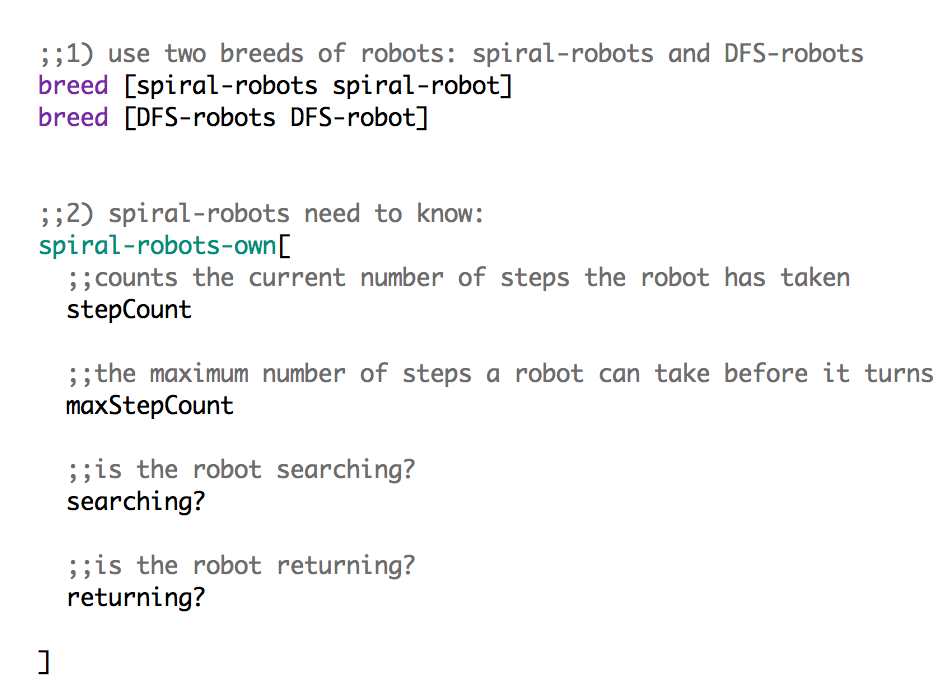 ;;1) use two breeds of robots: spiral-robots and DFS-robots
breed [spiral-robots spiral-robot]
breed [DFS-robots DFS-robot]
;;2) spiral-robots need to know:
spiral-robots-own[
;;counts the current number of steps the robot has taken
stepCount
;;the maximum number of steps a robot can take before it turns
maxStepCount
;;is the robot searching?
searching?
;;is the robot returning?
returning?
]